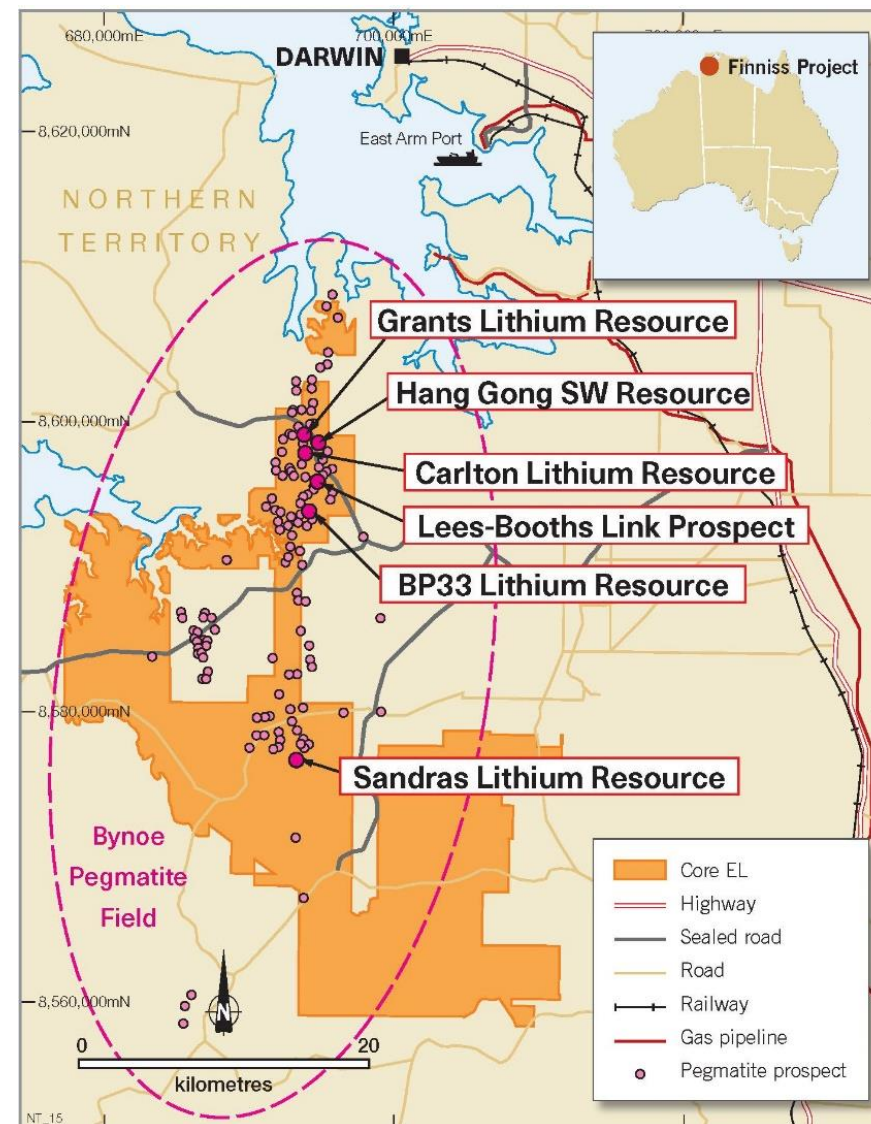 680,000mE
700,000mE
DARWIN
Finniss Project
8,620,000mN
East Arm Port
NORTHERN
TERRITORY
Grants Lithium Resource
Hang Gong SW Resource
8,600,000mN
Carlton Lithium Resource
Lees-Booths Link Prospect
BP33 Lithium Resource
8,580,000mN
Sandras Lithium Resource
Bynoe
Pegmatite
Field
Core EL
Highway
Sealed road
Road
Railway
Gas pipeline
Pegmatite prospect
8,560,000mN
N
0 20
kilometres
NT_15